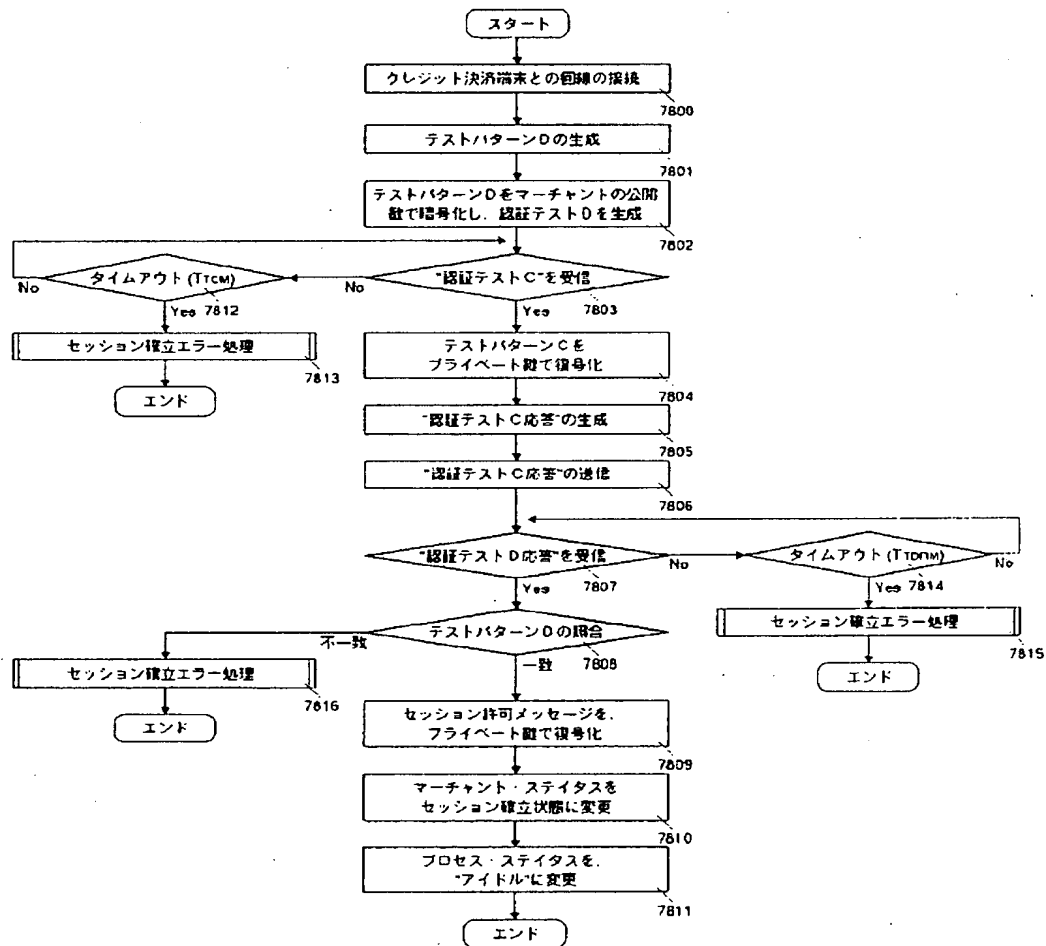 スタート
クレジット決済端末との回線の接続
7800
テストパターンDの生成
7801
テストパターンDをマーチャントの公開
鍵で暗号化し、認証テストDを生成
7802
タイムアウト(TTCM)
No
7812
Yes
"認証テストC"を受信
No
7803
Yes
セッション確立エラー処理
7813
エンド
テストパターンCを
プライベート鍵で復号化
7804
"認証テストC応答"の生成
7805
"認証テストC応答"の送信
7806
"認証テストD応答"を受信
No
7807
Yes
タイムアウト(TTDRM)
No
Yes
7814
セッション確立エラー処理
7815
エンド
テストパターンDの照合
不一致
7808
一致
セッション確立エラー処理
7816
エンド
セッション許可メッセージを、
プライベート鍵で復号化
7809
マーチャント・ステイタスを
セッション確立状態に変更
7810
プロセス・ステイタスを、
"アイドル"に変更
7811
エンド